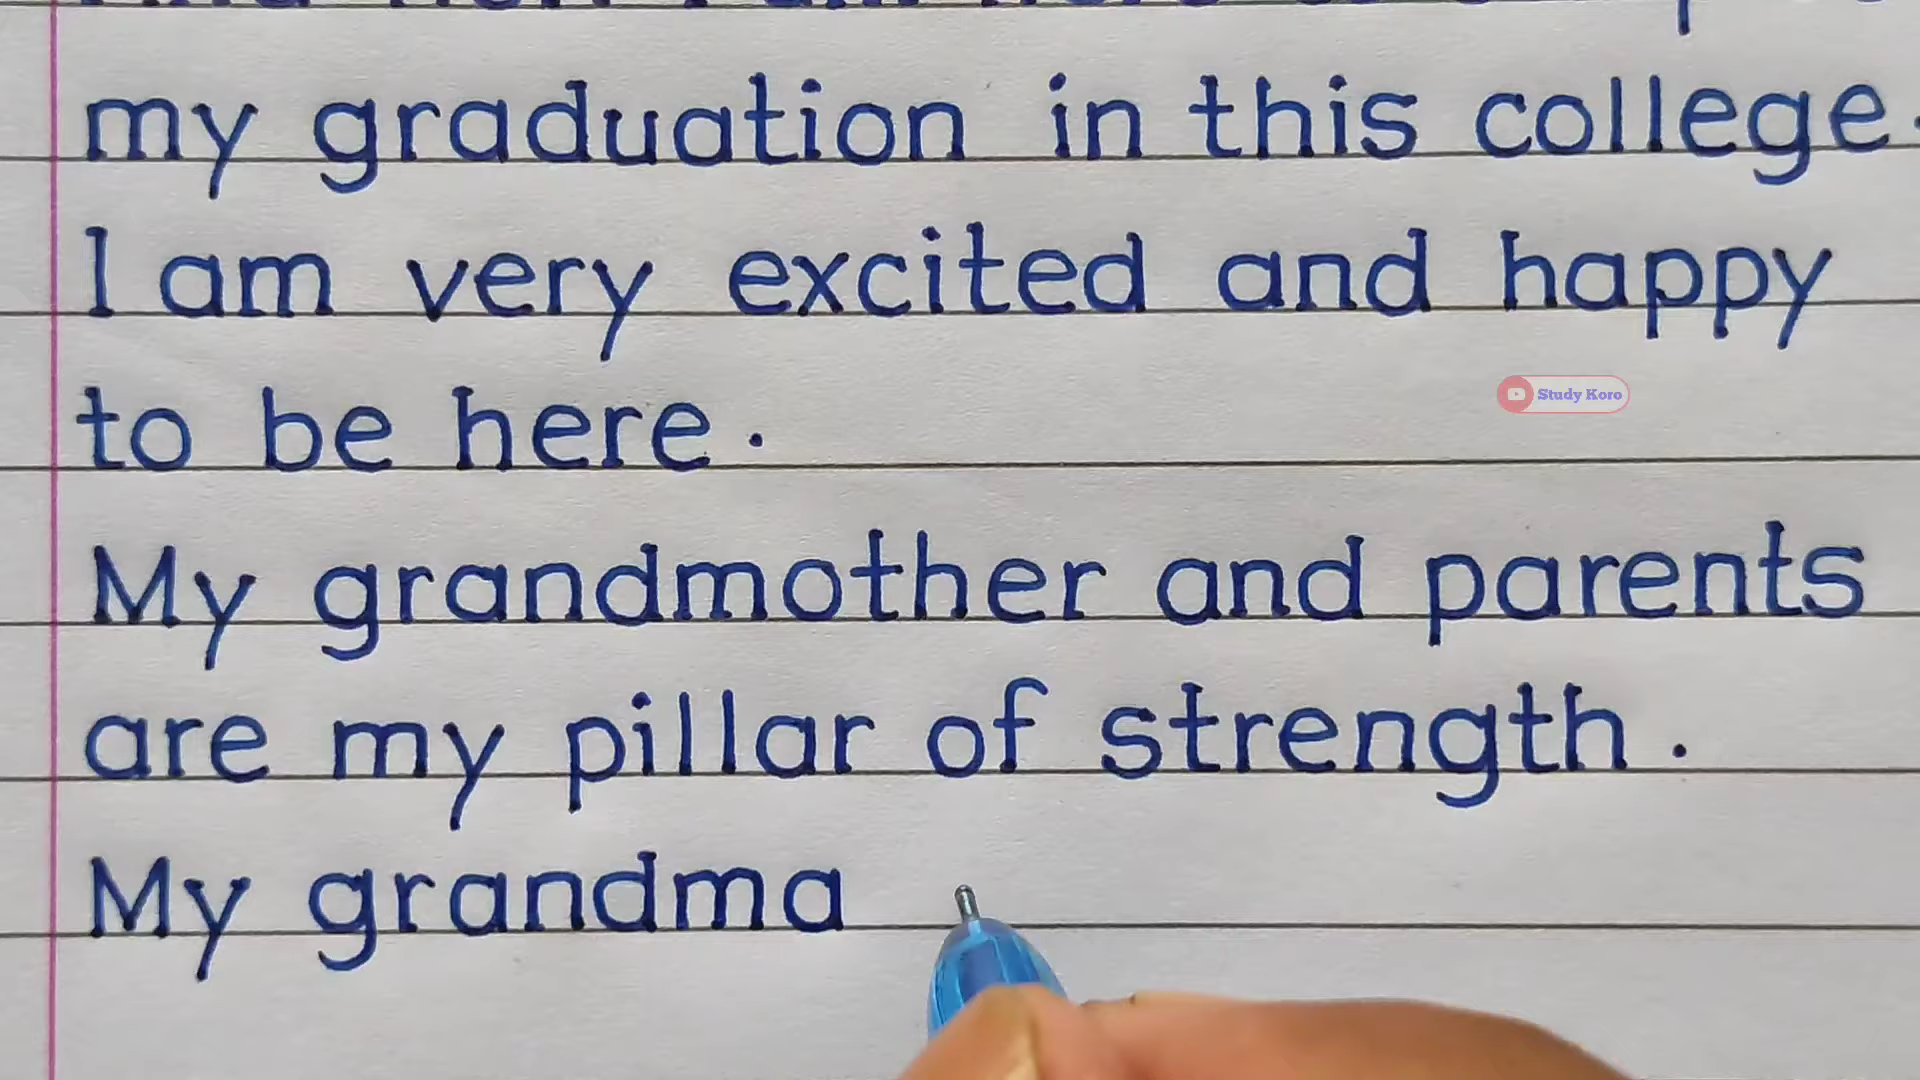 my graduation in this college.
I am very excited and happy
to be here.
Study Koro
My grandmother and parents
are my pillar of strength.
My grandma